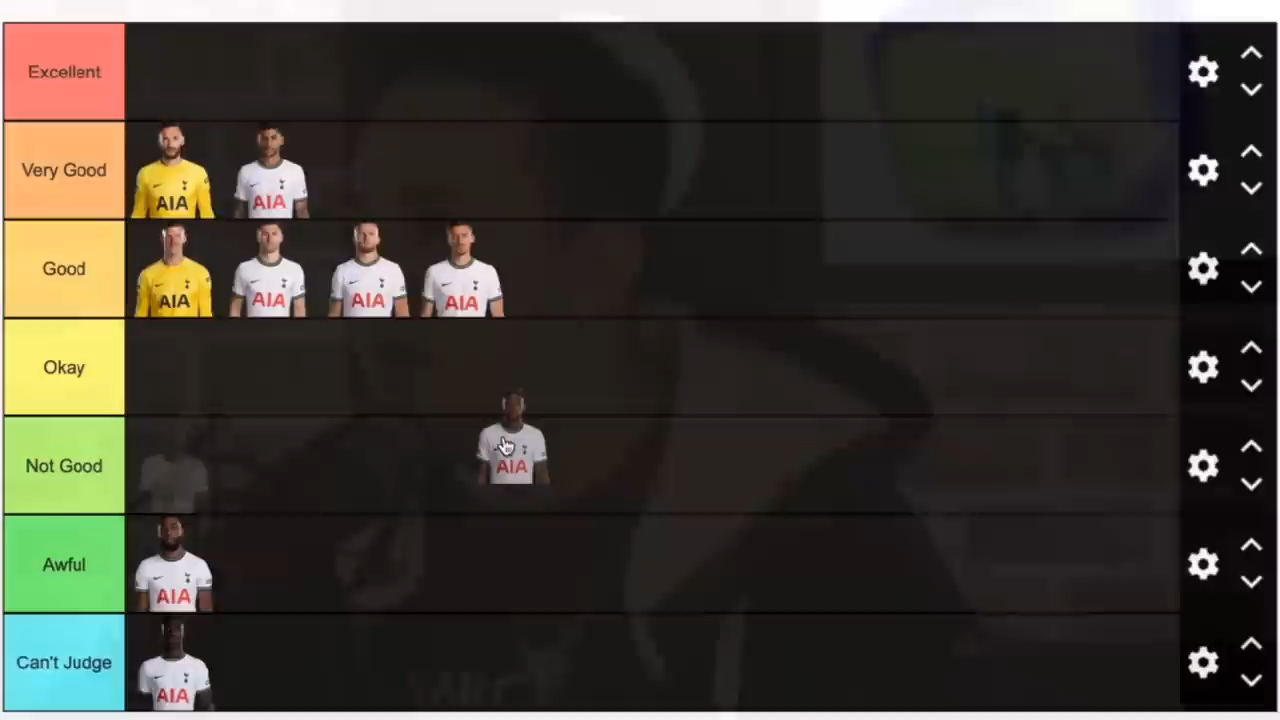 Excellent
Very Good
AIA AIA
Good
AIA AIA AIA AIA
Okay
Not Good
AIA
Awful
AIA
Can't Judge
AIA